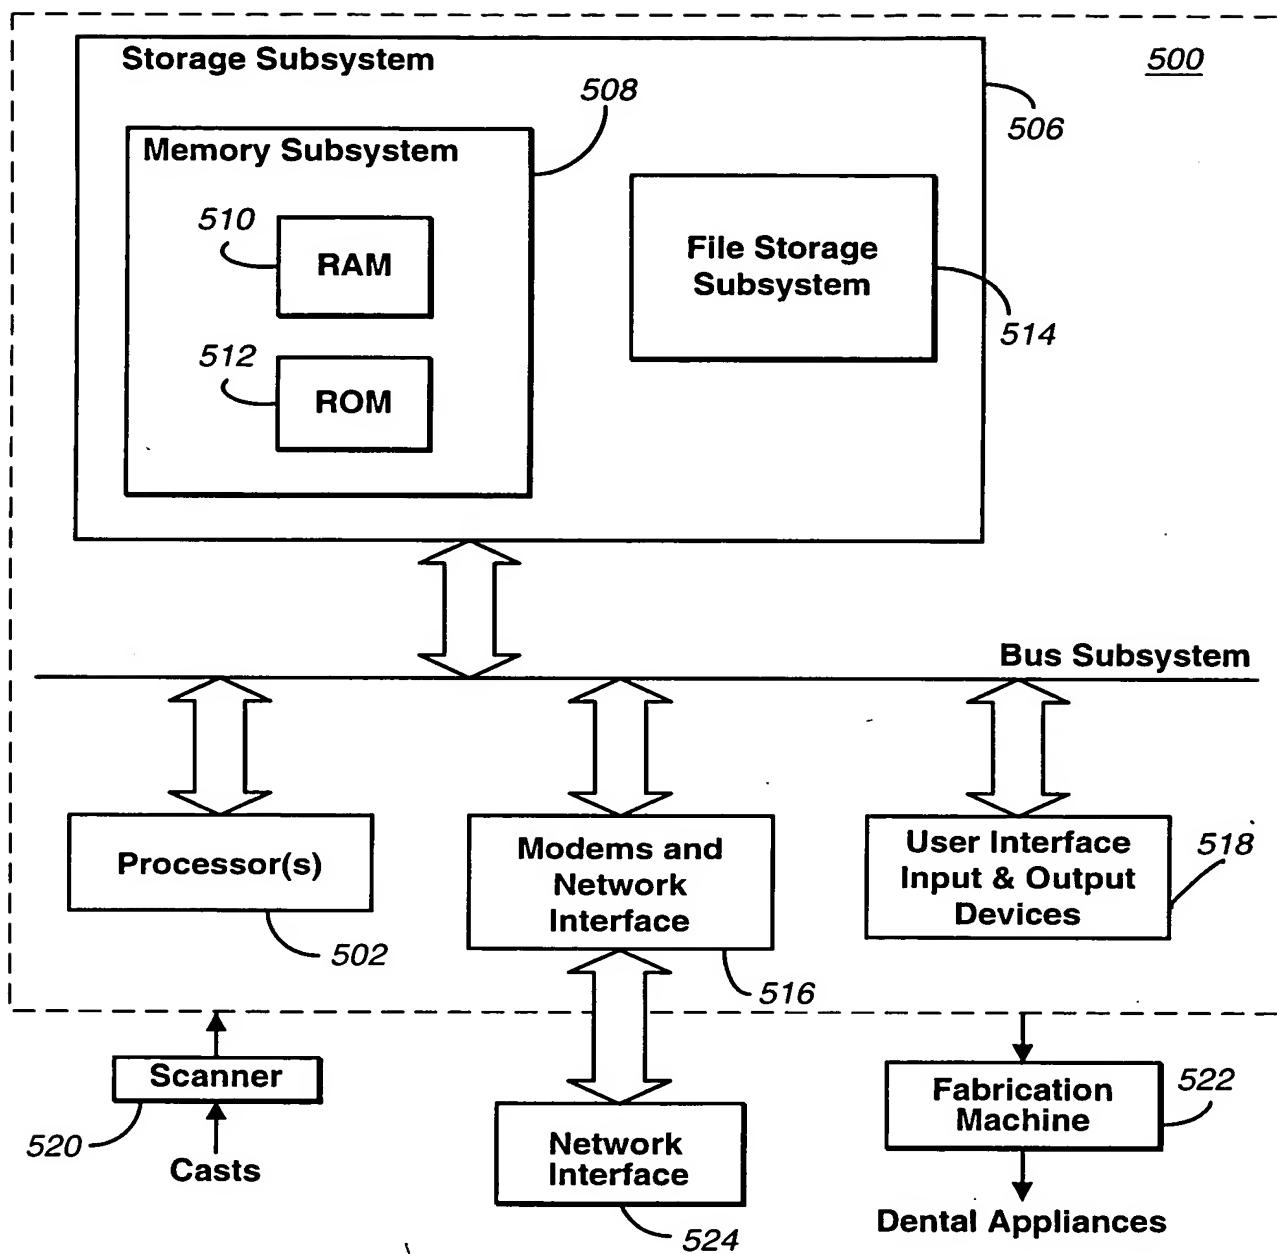 Storage Subsystem
500
508
506
Memory Subsystem
510
RAM
File Storage
Subsystem
514
512
ROM
Bus Subsystem
Processor(s)
502
Modems and
Network
Interface
516
User Interface
Input & Output
Devices
518
Scanner
520
Casts
Network
Interface
524
Fabrication
Machine
522
Dental Appliances